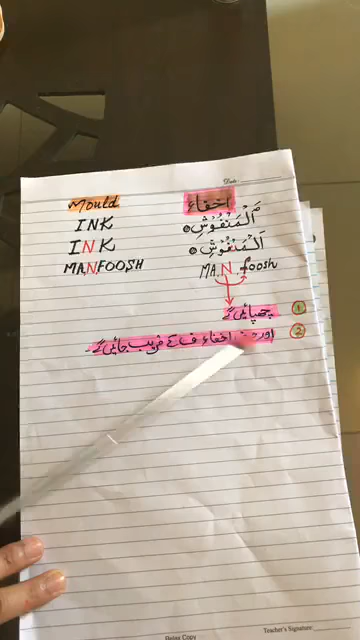 Date:
Mould اخفاء
INK اَلْمَنْفُوْشِ
INK اَلْمَنْفُوْشِ
MANFOOSH MA.N foosh
① چھپائیں گے
② اور اخفاء ف کے قریب جائیں گے۔
Teacher's Signature:
Copy